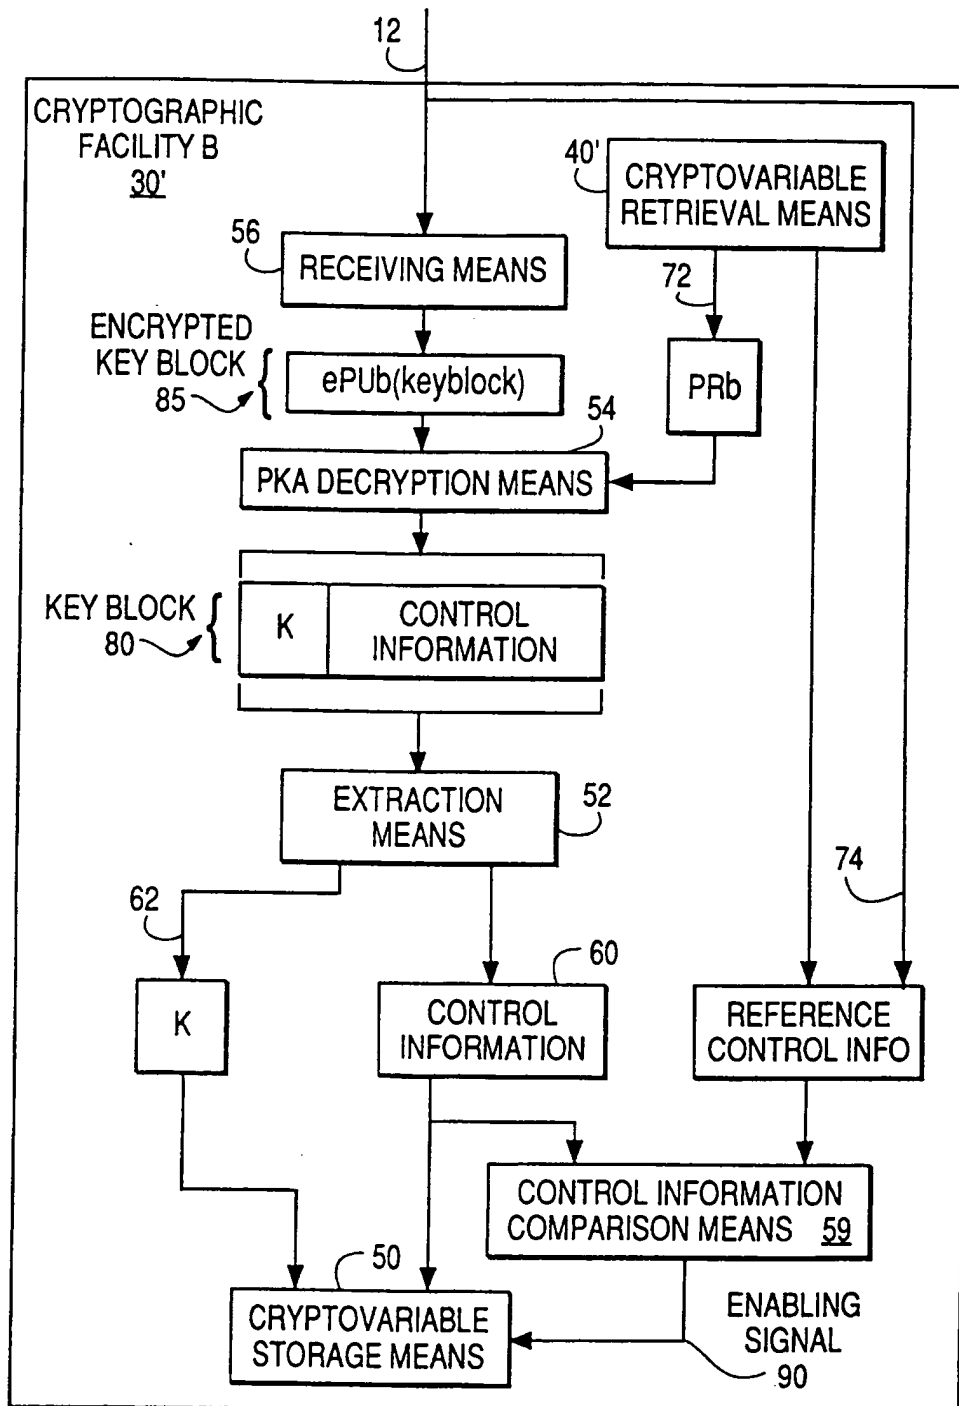 12
CRYPTOGRAPHIC
FACILITY B
30'
40'
CRYPTOVARIABLE
RETRIEVAL MEANS
56
RECEIVING MEANS
72
ENCRYPTED
KEY BLOCK
85
ePUb(keyblock)
PRb
54
PKA DECRYPTION MEANS
KEY BLOCK
80
K
CONTROL
INFORMATION
EXTRACTION
MEANS
52
62
74
60
K
CONTROL
INFORMATION
REFERENCE
CONTROL INFO
CONTROL INFORMATION
COMPARISON MEANS 59
50
CRYPTOVARIABLE
STORAGE MEANS
ENABLING
SIGNAL
90